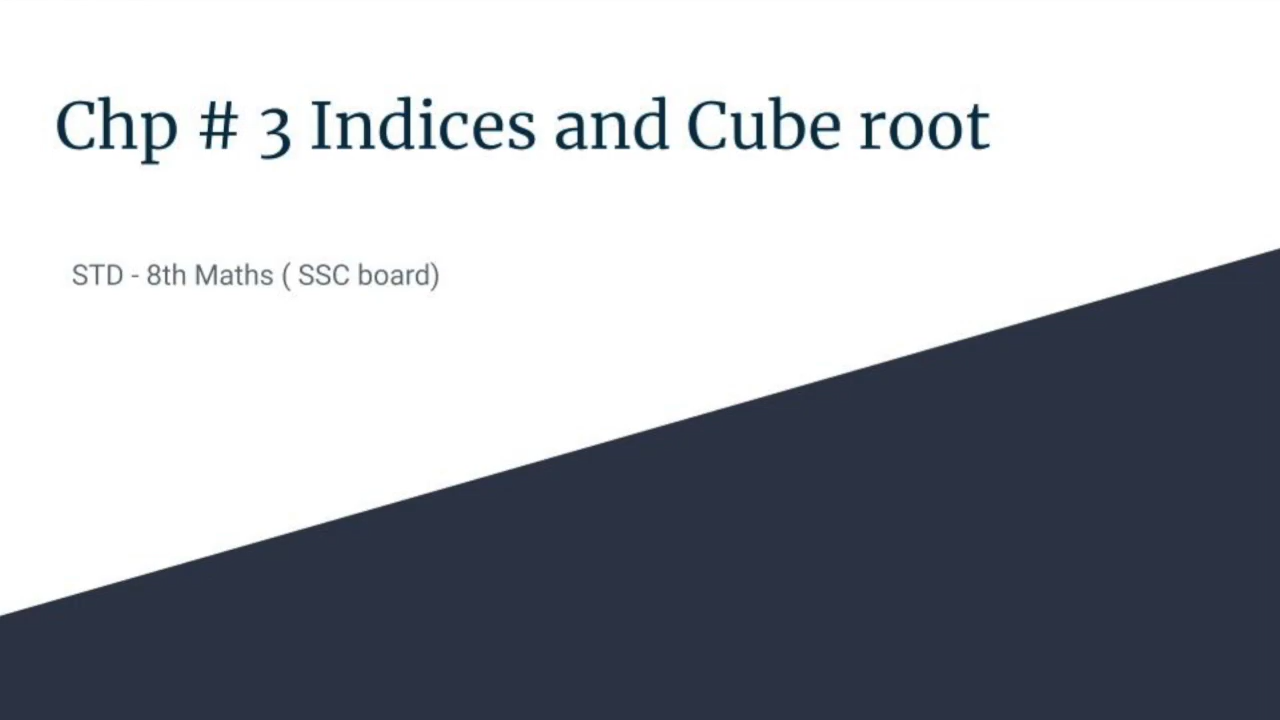 Chp # 3 Indices and Cube root
STD - 8th Maths ( SSC board)